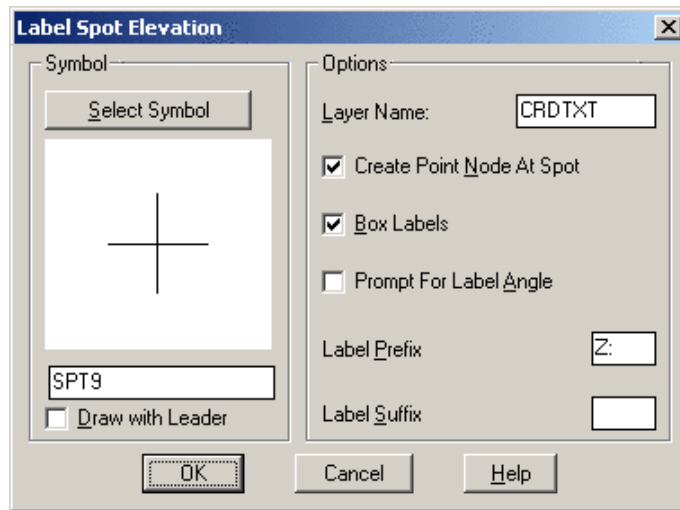 Label Spot Elevation
Symbol
Select Symbol
SPT9
Draw with Leader
Options
Layer Name: CRDTXT
Create Point Node At Spot
Box Labels
Prompt For Label Angle
Label Prefix Z:
Label Suffix
OK Cancel Help